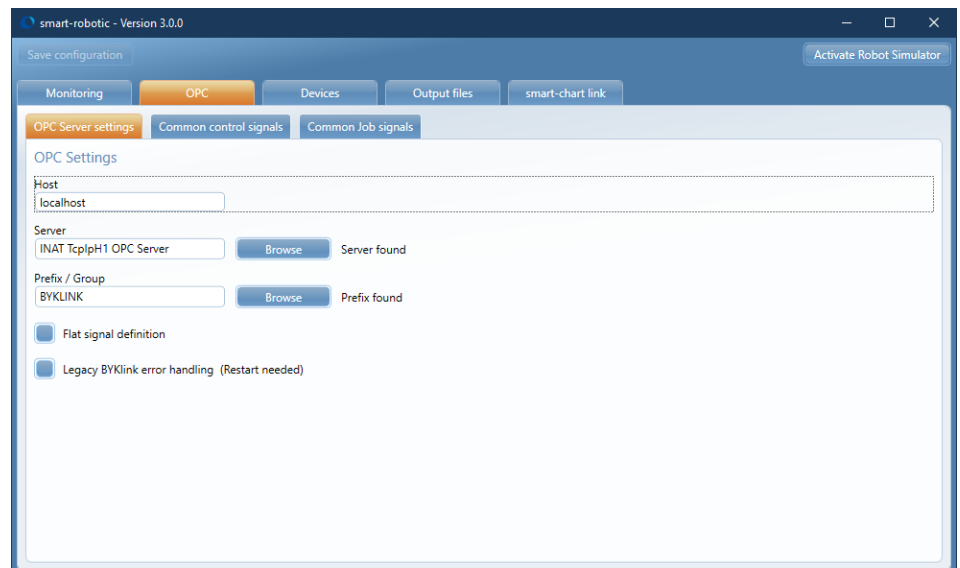 smart-robotic - Version 3.0.0
Save configuration
Activate Robot Simulator
Monitoring OPC Devices Output files smart-chart link
OPC Server settings Common control signals Common Job signals
OPC Settings
Host
localhost
Server
INAT TcpIpH1 OPC Server Browse Server found
Prefix / Group
BYKLINK Browse Prefix found
Flat signal definition
Legacy BYKlink error handling (Restart needed)